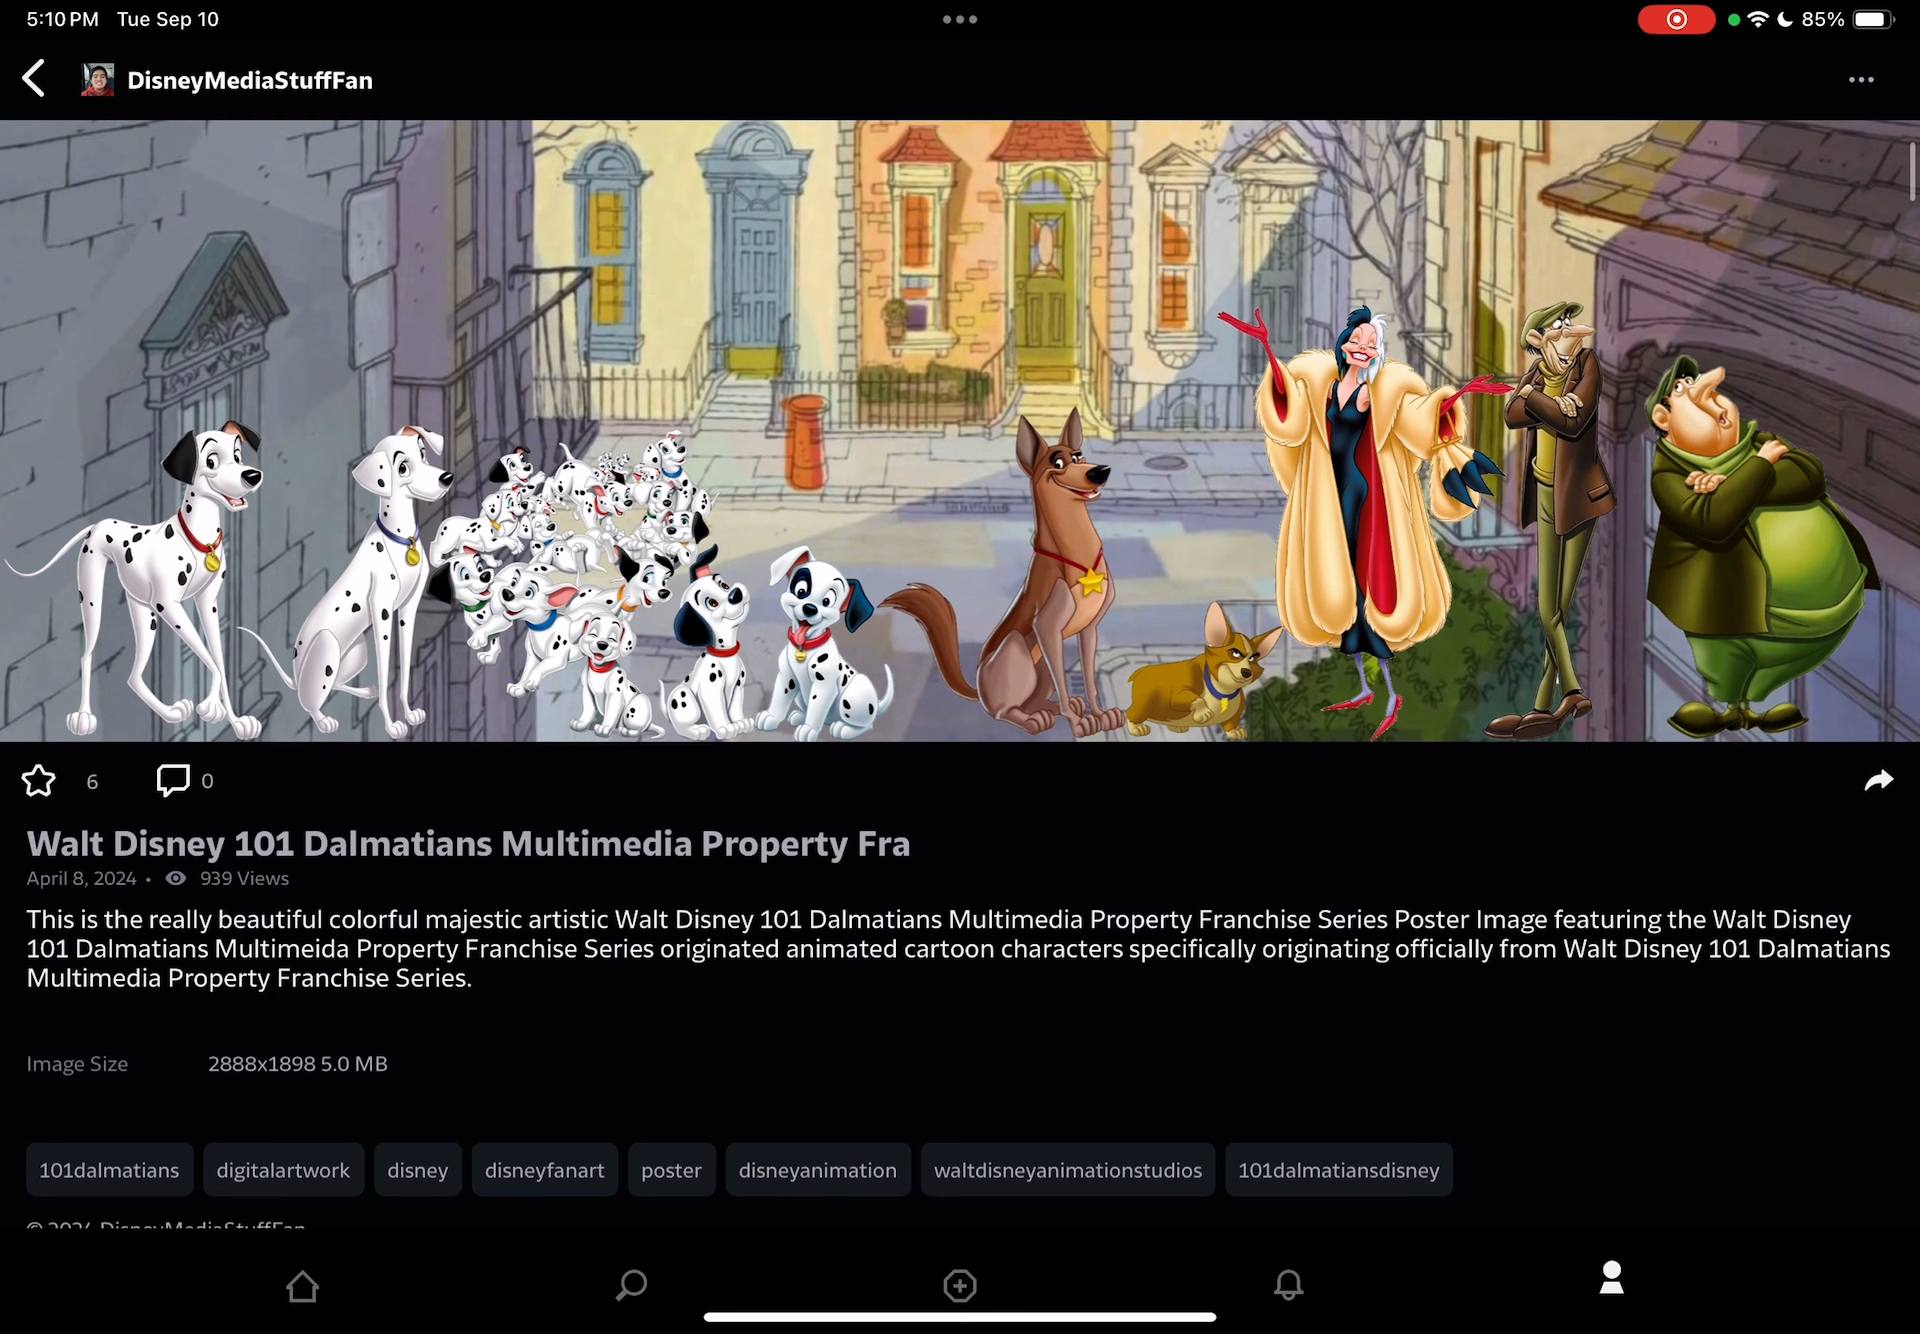 5:10 PM Tue Sep 10
85%
DisneyMediaStuffFan
6
0
Walt Disney 101 Dalmatians Multimedia Property Fra
April 8, 2024 • 939 Views
This is the really beautiful colorful majestic artistic Walt Disney 101 Dalmatians Multimedia Property Franchise Series Poster Image featuring the Walt Disney
101 Dalmatians Multimeida Property Franchise Series originated animated cartoon characters specifically originating officially from Walt Disney 101 Dalmatians
Multimedia Property Franchise Series.
Image Size 2888x1898 5.0 MB
101dalmatians digitalartwork disney disneyfanart poster disneyanimation waltdisneyanimationstudios 101dalmatiansdisney
© 2024 DisneyMediaStuffFan